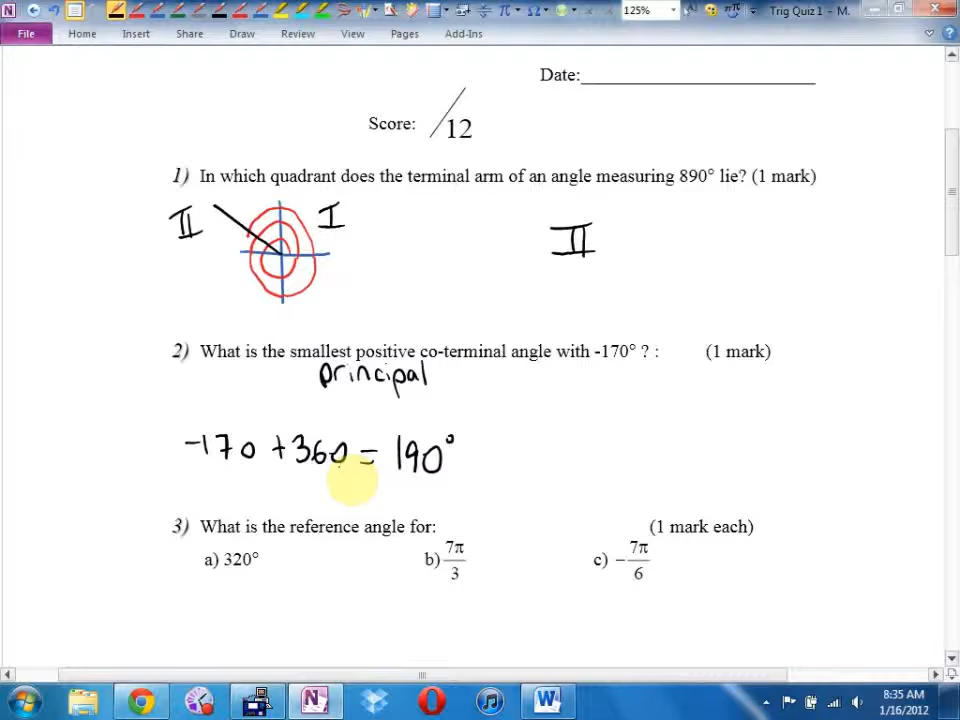 125%
Trig Quiz 1 - M.
File Home Insert Share Draw Review View Pages Add-Ins
Date:
Score: /12
1) In which quadrant does the terminal arm of an angle measuring 890° lie? (1 mark)
II I
II
2) What is the smallest positive co-terminal angle with -170° ? : (1 mark)
principal
-170 + 360 = 190°
3) What is the reference angle for: (1 mark each)
a) 320° b) 7π/3 c) −7π/6
8:35 AM
1/16/2012